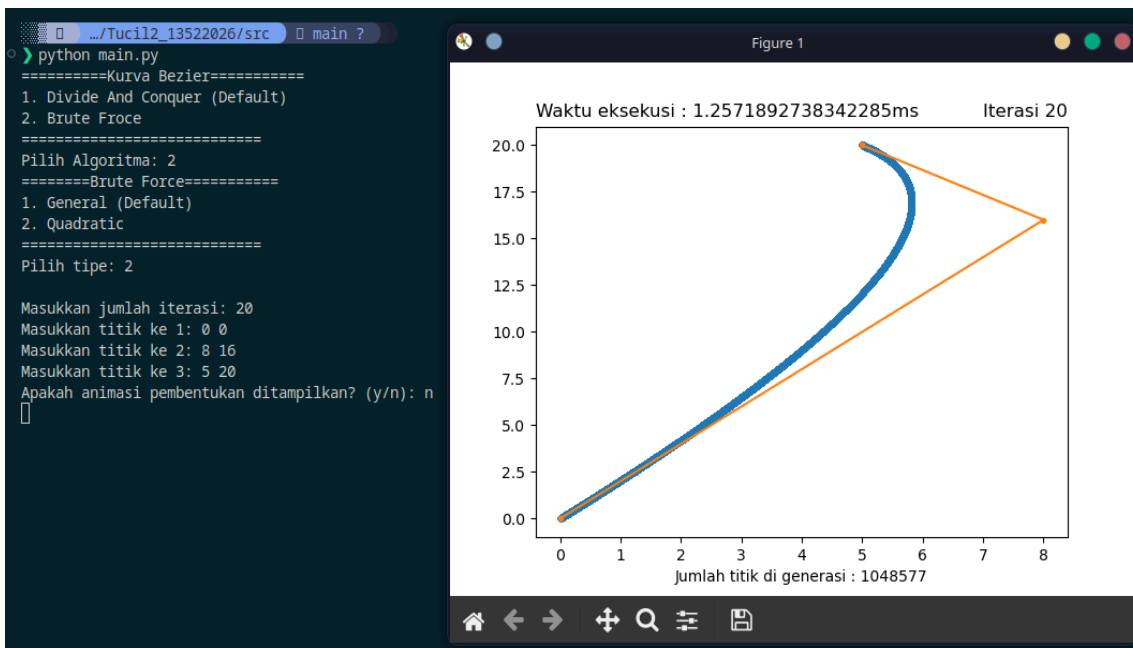 …/Tucil2_13522026/src main ?
❯ python main.py
==========Kurva Bezier===========
1. Divide And Conquer (Default)
2. Brute Froce
============================
Pilih Algoritma: 2
========Brute Force===========
1. General (Default)
2. Quadratic
============================
Pilih tipe: 2
Masukkan jumlah iterasi: 20
Masukkan titik ke 1: 0 0
Masukkan titik ke 2: 8 16
Masukkan titik ke 3: 5 20
Apakah animasi pembentukan ditampilkan? (y/n): n
Figure 1
Waktu eksekusi : 1.2571892738342285ms Iterasi 20
20.0
17.5
15.0
12.5
10.0
7.5
5.0
2.5
0.0
0 1 2 3 4 5 6 7 8
Jumlah titik di generasi : 1048577